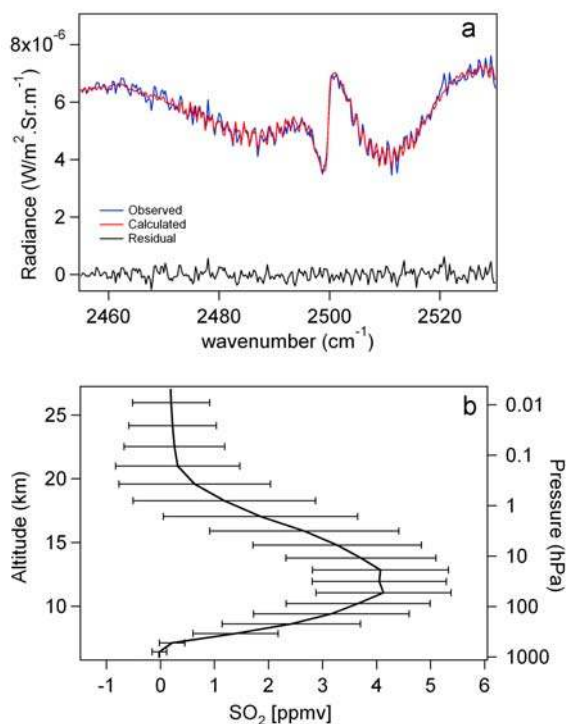 a
8x10⁻⁶
6
4
2
0
Radiance (W/m².Sr.m⁻¹)
Observed
Calculated
Residual
2460 2480 2500 2520
wavenumber (cm⁻¹)
b
25
20
15
10
Altitude (km)
0.01
0.1
1
10
100
1000
Pressure (hPa)
-1 0 1 2 3 4 5 6
SO₂ [ppmv]